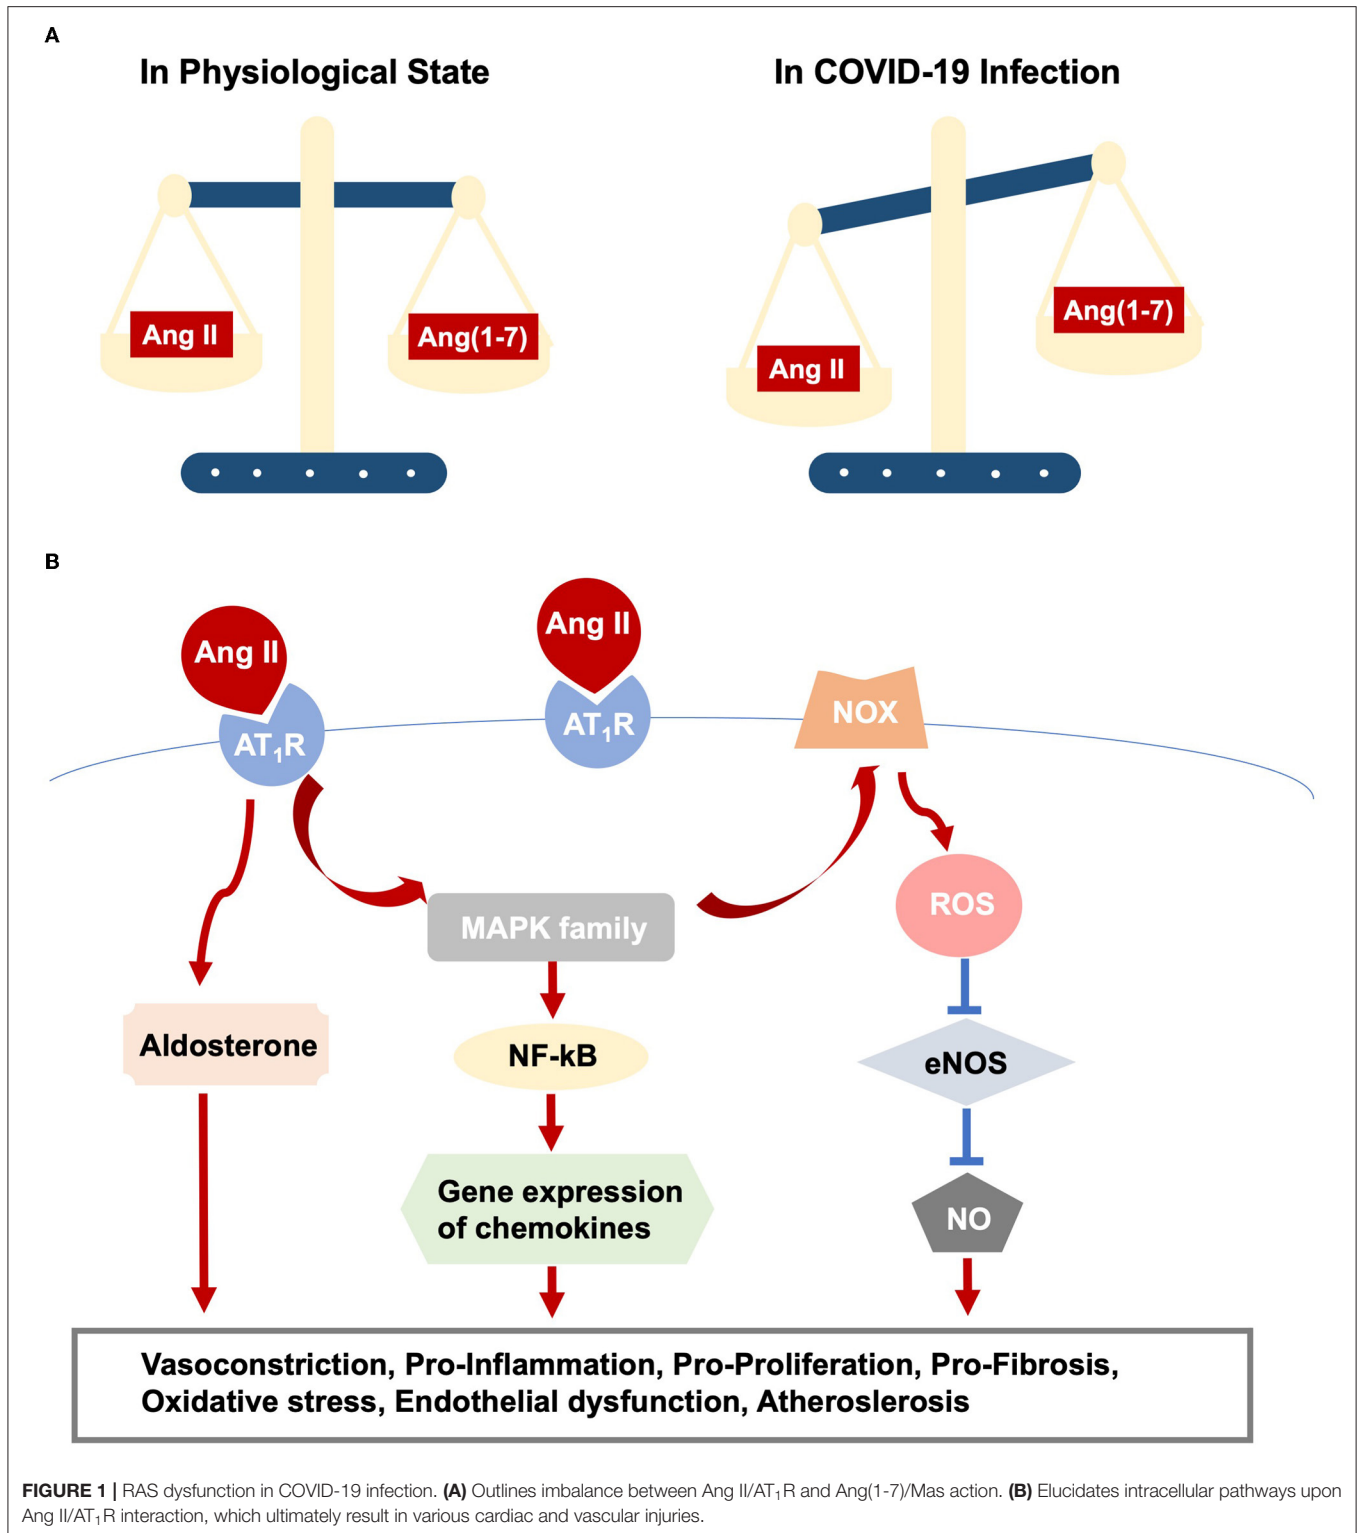 A
In Physiological State
In COVID-19 Infection
Ang II
Ang(1-7)
Ang II
Ang(1-7)
B
Ang II
AT₁R
Ang II
AT₁R
NOX
MAPK family
ROS
Aldosterone
NF-kB
eNOS
Gene expression
of chemokines
NO
Vasoconstriction, Pro-Inflammation, Pro-Proliferation, Pro-Fibrosis,
Oxidative stress, Endothelial dysfunction, Atheroslerosis
FIGURE 1 | RAS dysfunction in COVID-19 infection. (A) Outlines imbalance between Ang II/AT₁R and Ang(1-7)/Mas action. (B) Elucidates intracellular pathways upon
Ang II/AT₁R interaction, which ultimately result in various cardiac and vascular injuries.